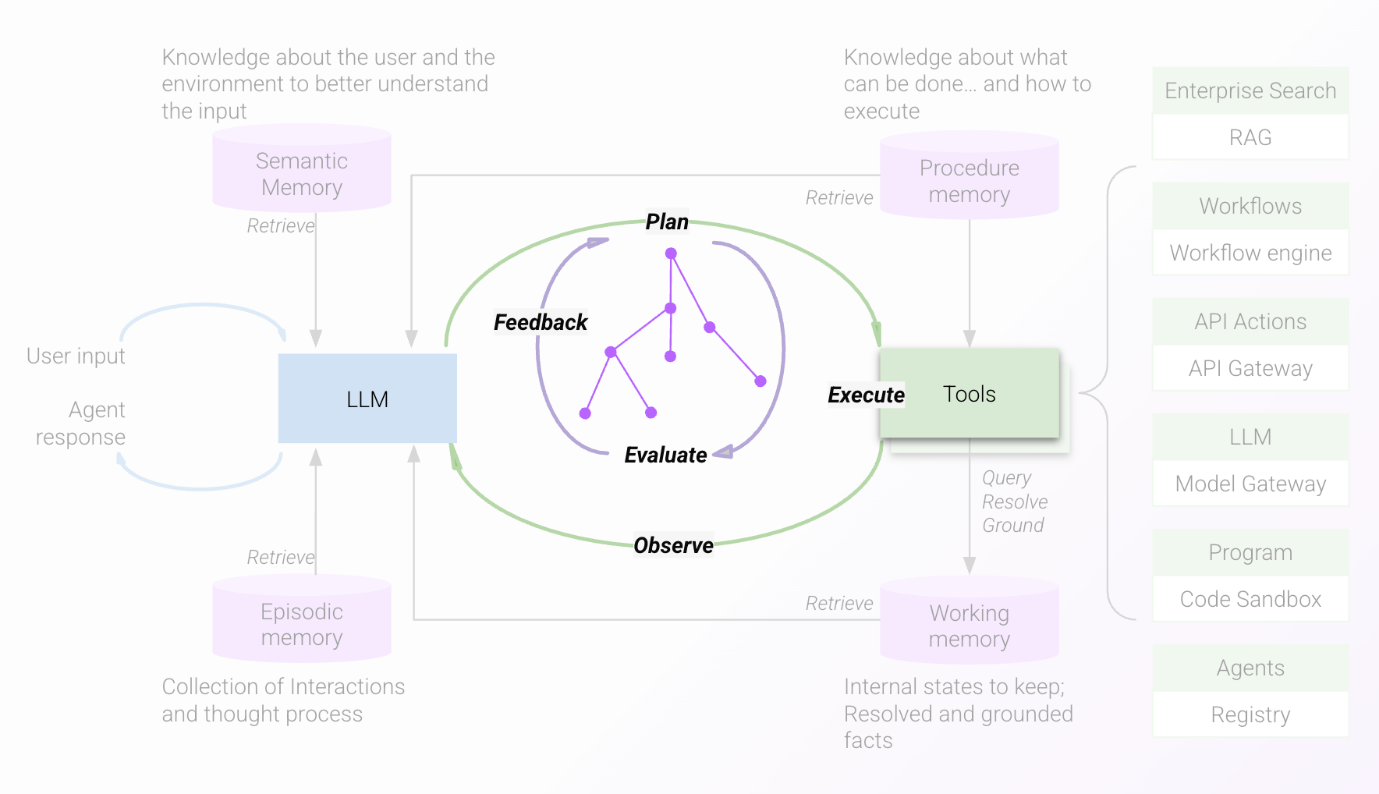 Knowledge about the user and the
environment to better understand
the input
Knowledge about what
can be done... and how to
execute
Enterprise Search
RAG
Semantic
Memory
Procedure
memory
Retrieve
Retrieve
Workflows
Workflow engine
Plan
Feedback
API Actions
API Gateway
User input
Agent
response
LLM
Execute
Tools
Evaluate
LLM
Model Gateway
Query
Resolve
Ground
Observe
Retrieve
Retrieve
Program
Code Sandbox
Episodic
memory
Working
memory
Agents
Registry
Collection of Interactions
and thought process
Internal states to keep;
Resolved and grounded
facts